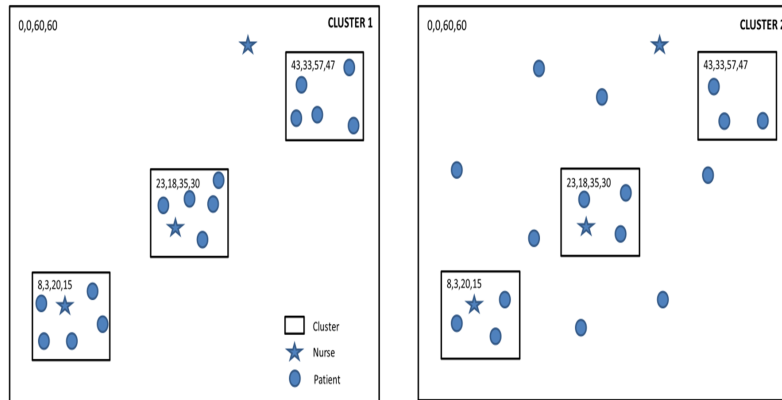 0,0,60,60
CLUSTER 1
43,33,57,47
23,18,35,30
8,3,20,15
Cluster
Nurse
Patient
0,0,60,60
CLUSTER 2
43,33,57,47
23,18,35,30
8,3,20,15